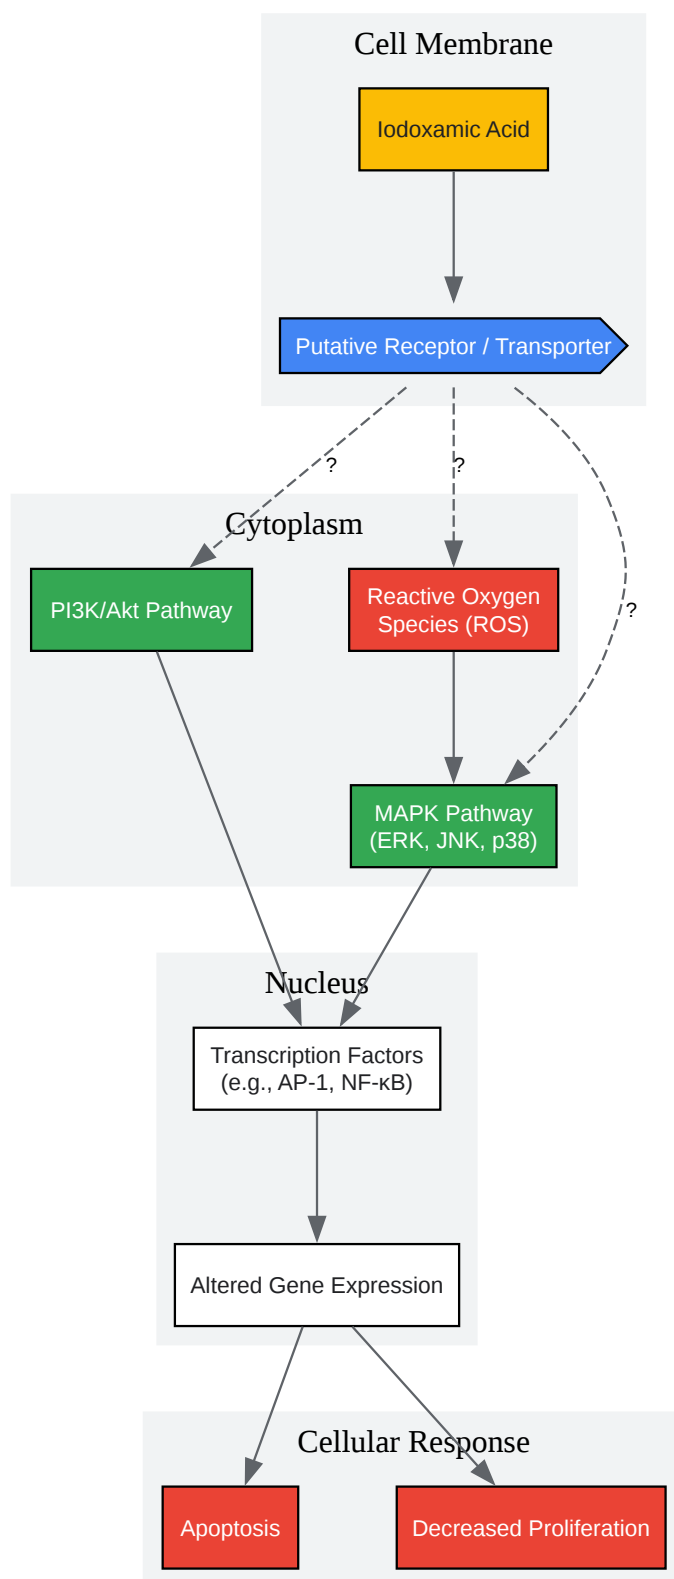 Cell Membrane
Iodoxamic Acid
Putative Receptor / Transporter
?
?
Cytoplasm
PI3K/Akt Pathway
Reactive Oxygen
Species (ROS)
?
MAPK Pathway
(ERK, JNK, p38)
Nucleus
Transcription Factors
(e.g., AP-1, NF-κB)
Altered Gene Expression
Cellular Response
Apoptosis
Decreased Proliferation